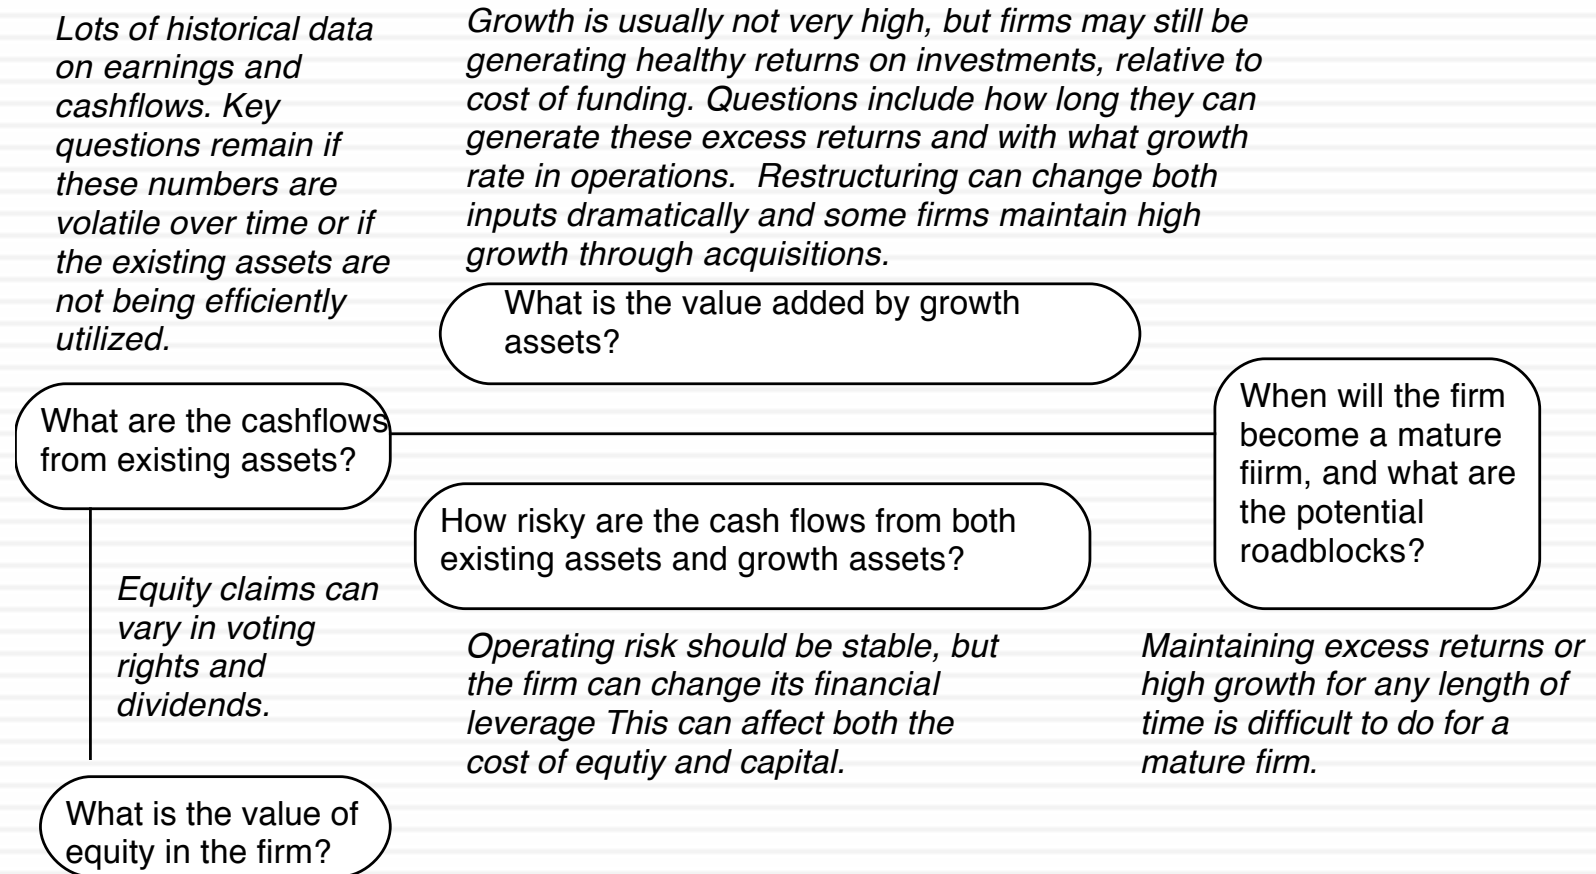 Lots of historical data
on earnings and
cashflows. Key
questions remain if
these numbers are
volatile over time or if
the existing assets are
not being efficiently
utilized.
Growth is usually not very high, but firms may still be
generating healthy returns on investments, relative to
cost of funding. Questions include how long they can
generate these excess returns and with what growth
rate in operations.  Restructuring can change both
inputs dramatically and some firms maintain high
growth through acquisitions.
What is the value added by growth
assets?
What are the cashflows
from existing assets?
When will the firm
become a mature
fiirm, and what are
the potential
roadblocks?
How risky are the cash flows from both
existing assets and growth assets?
Equity claims can
vary in voting
rights and
dividends.
Operating risk should be stable, but
the firm can change its financial
leverage This can affect both the
cost of equtiy and capital.
Maintaining excess returns or
high growth for any length of
time is difficult to do for a
mature firm.
What is the value of
equity in the firm?